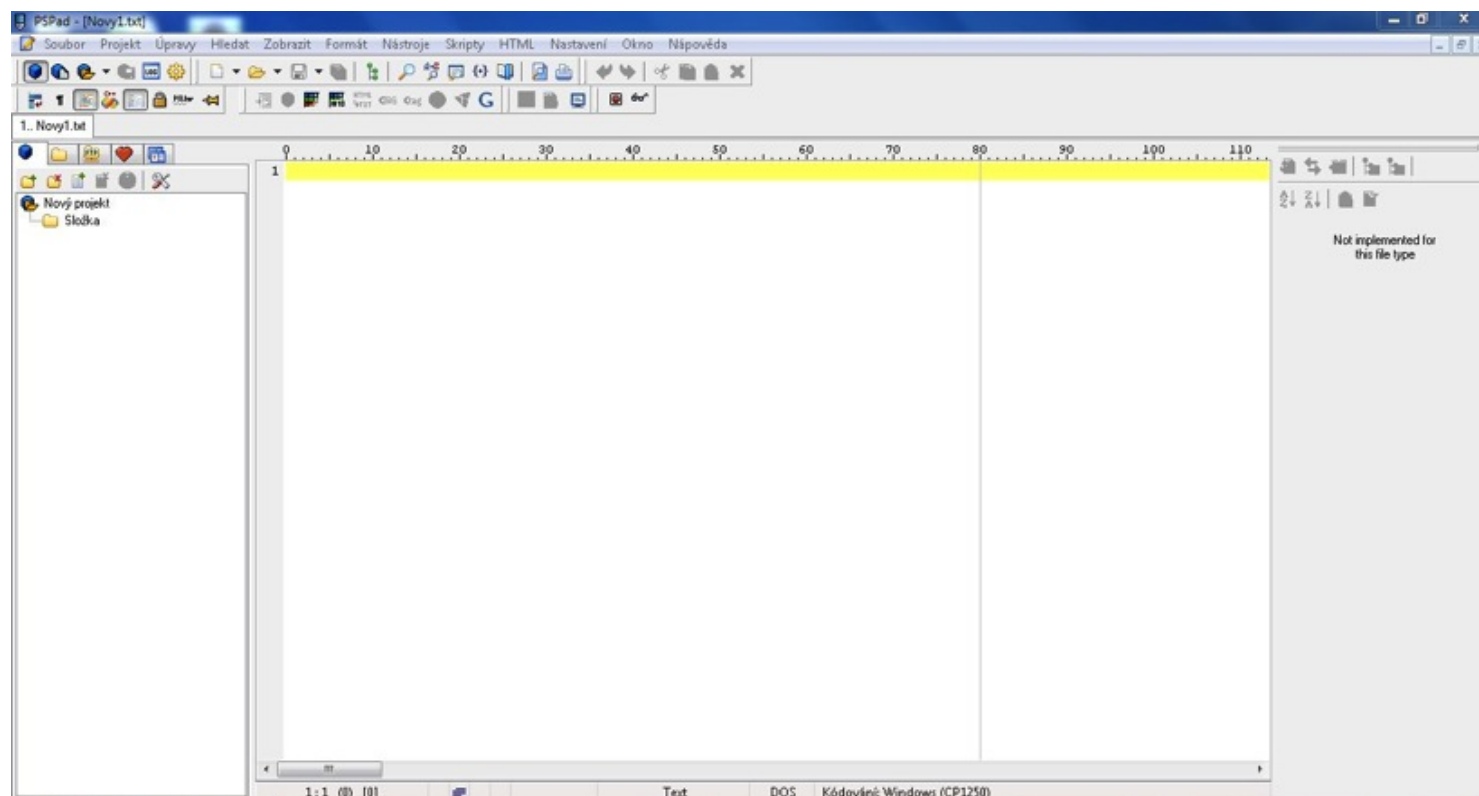 PSPad - [Novy1.txt]
Soubor Projekt Úpravy Hledat Zobrazit Formát Nástroje Skripty HTML Nastavení Okno Nápověda
1.. Novy1.txt
0 10 20 30 40 50 60 70 80 90 100 110
1
Nový projekt
Složka
Not implemented for
this file type
1:1 (0) [0] Text DOS Kódování: Windows (CP1250)